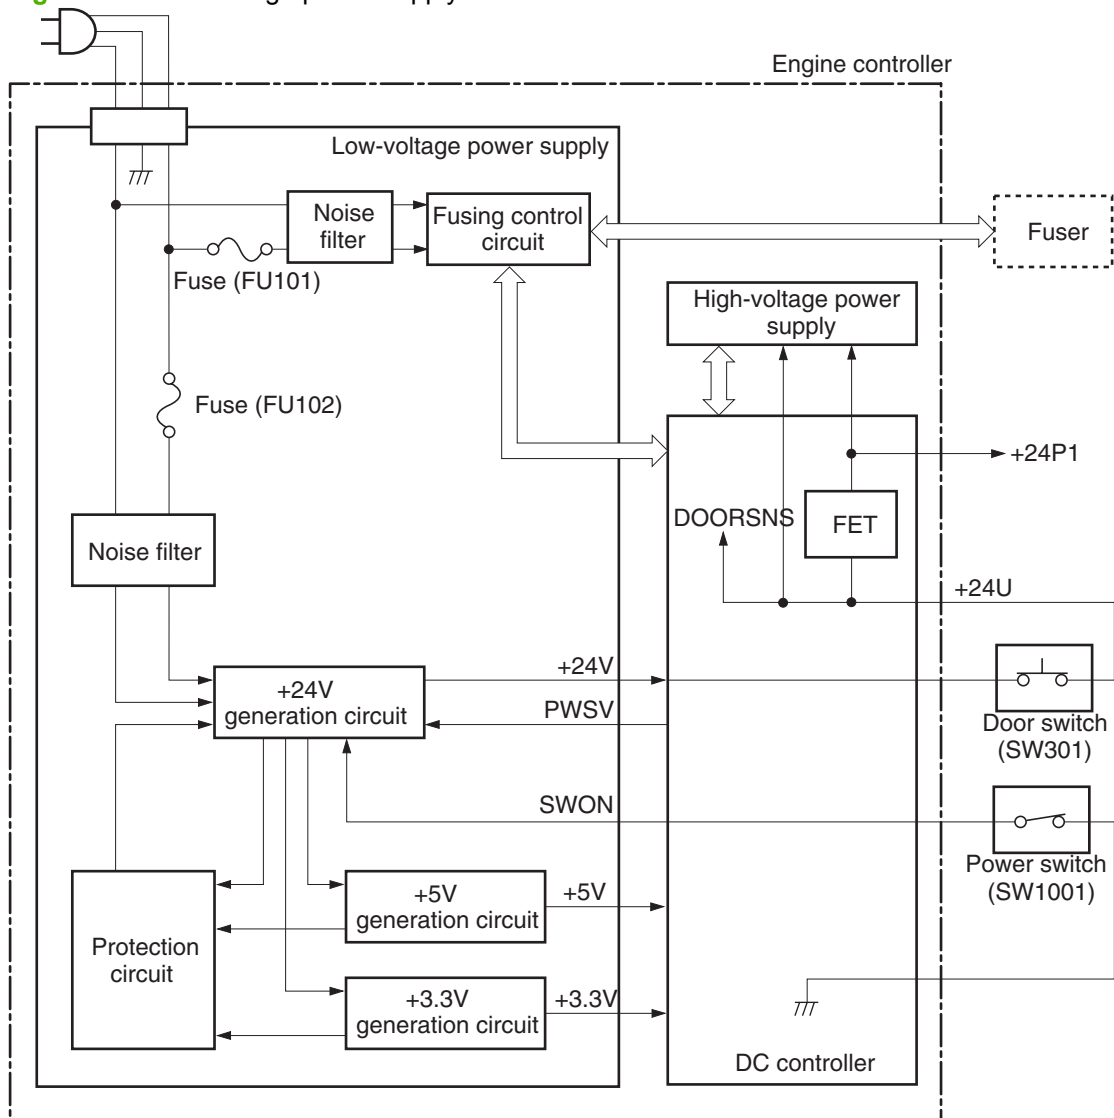 Engine controller
Low-voltage power supply
Noise
filter
Fusing control
circuit
Fuser
Fuse (FU101)
High-voltage power
supply
Fuse (FU102)
+24P1
DOORSNS
FET
Noise filter
+24U
+24V
+24V
generation circuit
PWSV
Door switch
(SW301)
SWON
Power switch
(SW1001)
+5V
generation circuit
+5V
Protection
circuit
+3.3V
generation circuit
+3.3V
DC controller